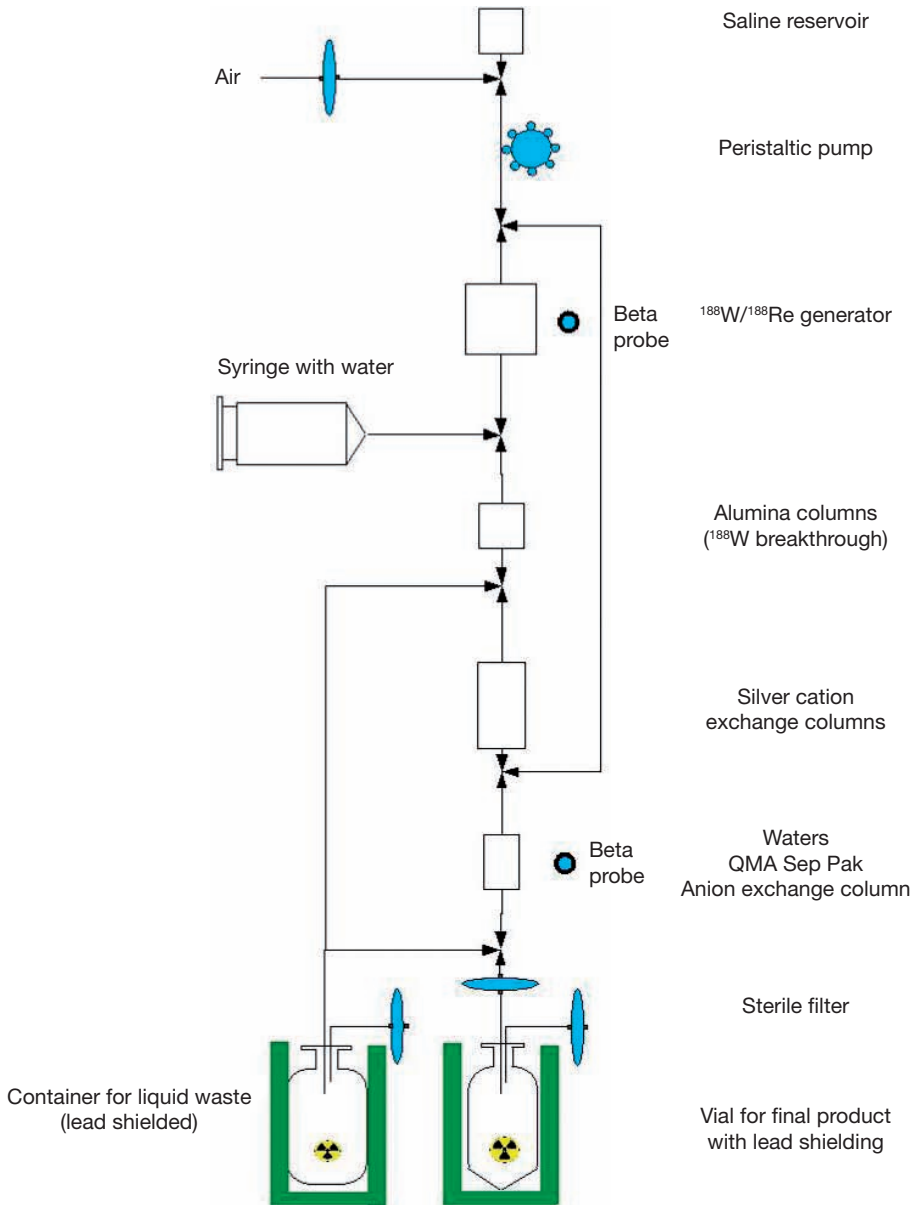 Saline reservoir
Air
Peristaltic pump
Beta
probe
¹⁸⁸W/¹⁸⁸Re generator
Syringe with water
Alumina columns
(¹⁸⁸W breakthrough)
Silver cation
exchange columns
Beta
probe
Waters
QMA Sep Pak
Anion exchange column
Sterile filter
Container for liquid waste
(lead shielded)
Vial for final product
with lead shielding